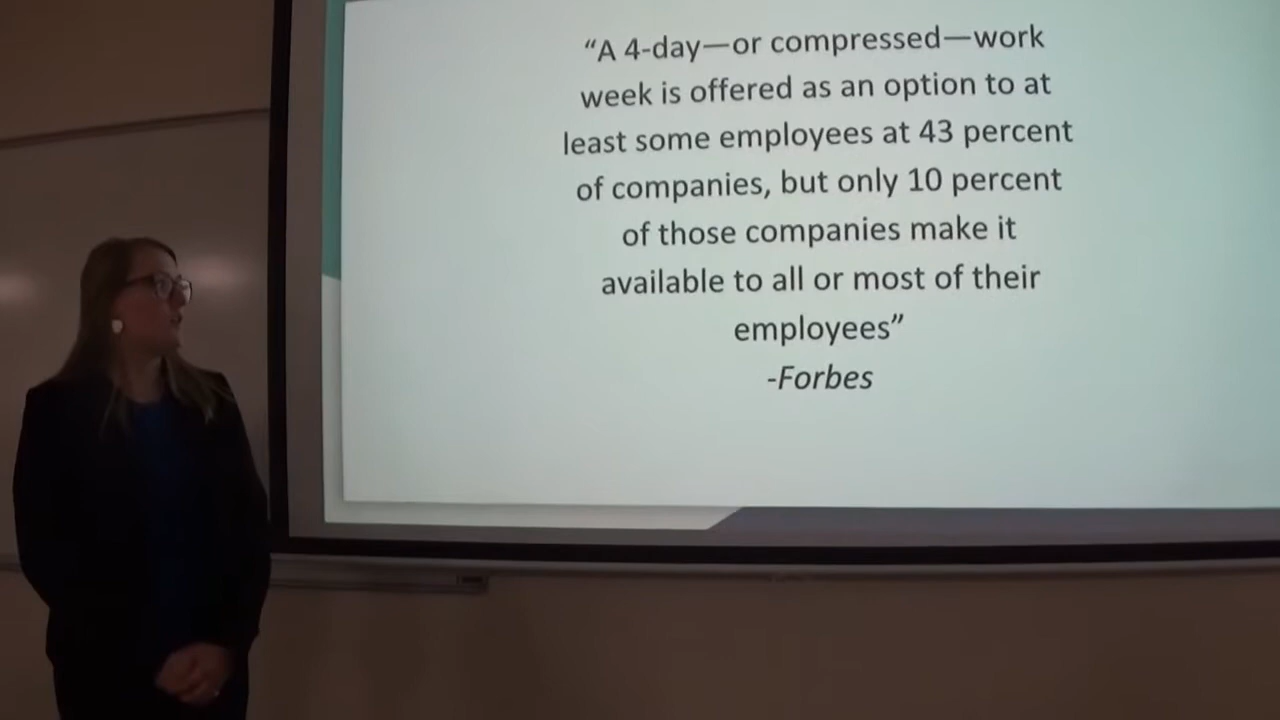 “A 4-day—or compressed—work
week is offered as an option to at
least some employees at 43 percent
of companies, but only 10 percent
of those companies make it
available to all or most of their
employees”
-Forbes